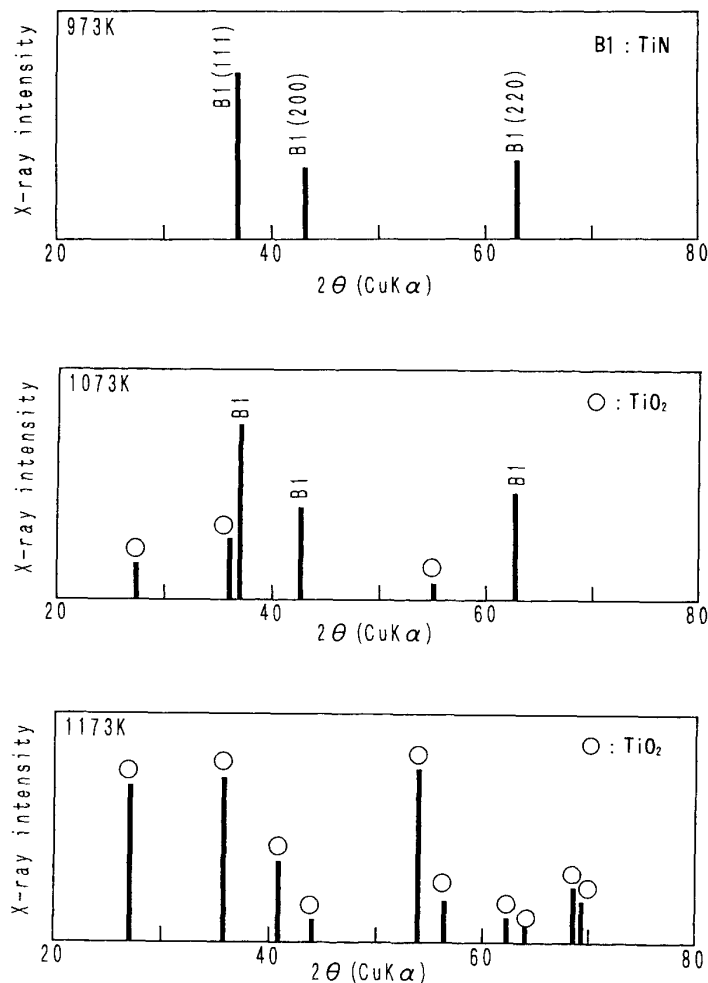 973K
B1 : TiN
B1(111)
B1(200)
B1(220)
X-ray intensity
20 40 60 80
2θ (CuKα)
1073K
○ : TiO₂
B1
B1
B1
X-ray intensity
20 40 60 80
2θ (CuKα)
1173K
○ : TiO₂
X-ray intensity
20 40 60 80
2θ (CuKα)